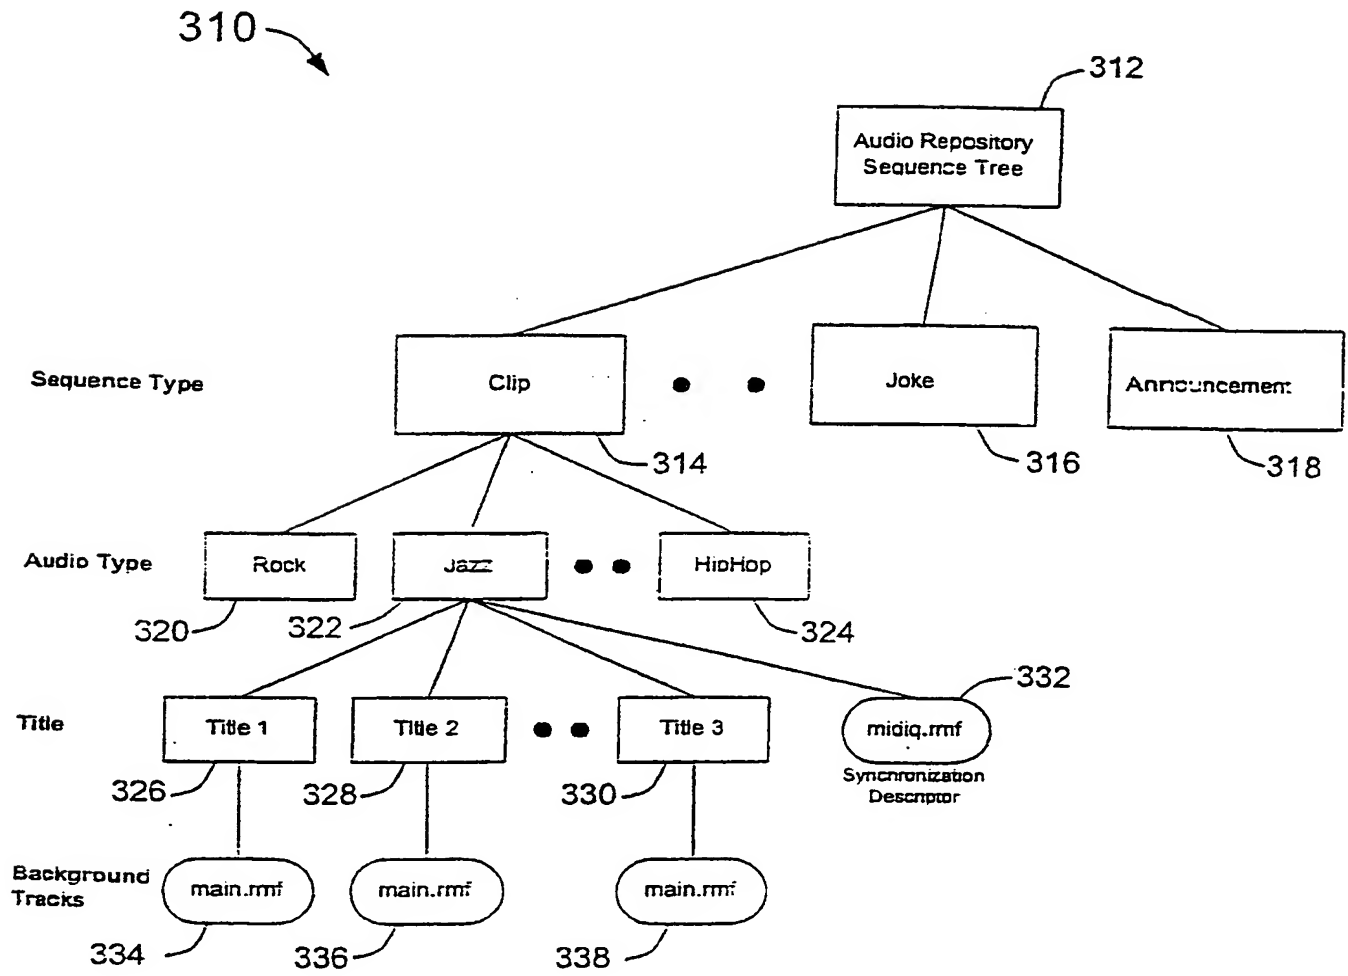 310
312
Audio Repository
Sequence Tree
Sequence Type
Clip
Joke
Announcement
314
316
318
Audio Type
Rock
Jazz
HipHop
320
322
324
332
Title
Title 1
Title 2
Title 3
midiq.rmf
Synchronization
Descriptor
326
328
330
Background
Tracks
main.rmf
main.rmf
main.rmf
334
336
338